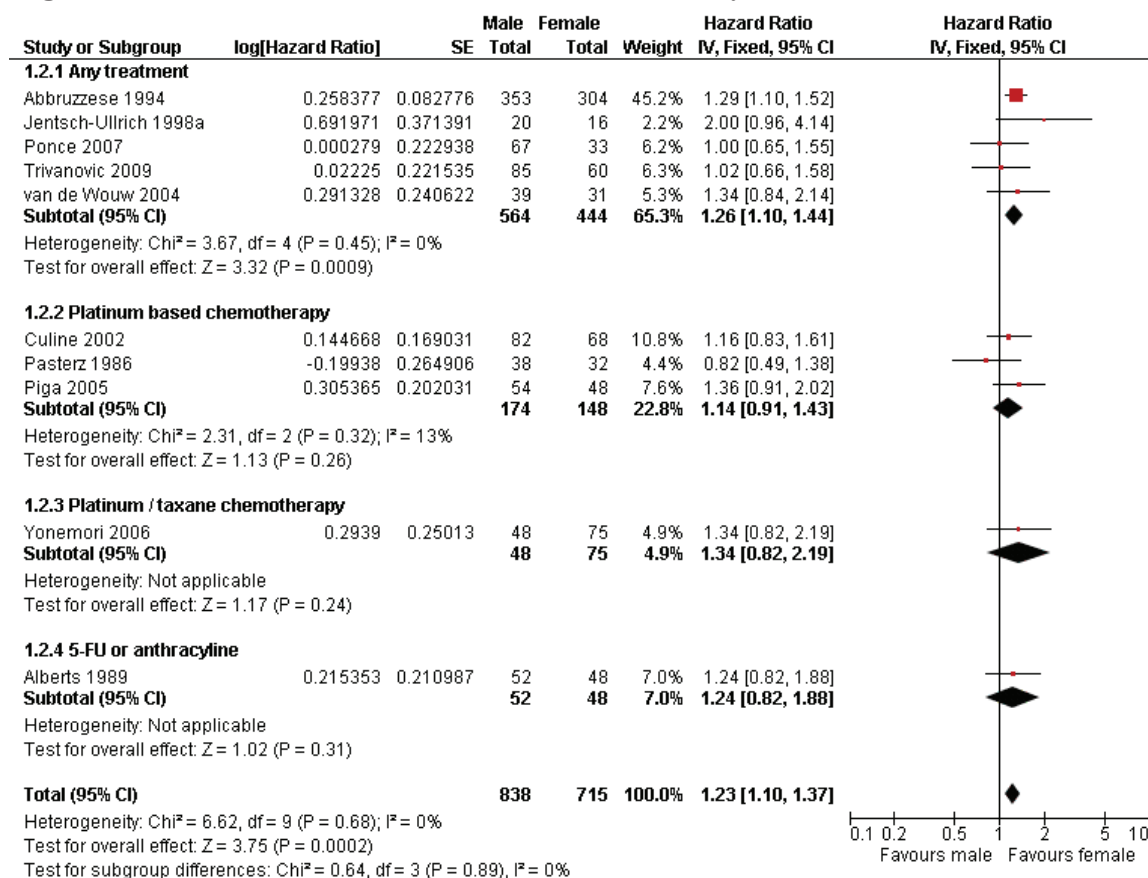 Male Female Hazard Ratio Hazard Ratio
Study or Subgroup log[Hazard Ratio] SE Total Total Weight IV, Fixed, 95% CI IV, Fixed, 95% CI
1.2.1 Any treatment
Abbruzzese 1994 0.258377 0.082776 353 304 45.2% 1.29 [1.10, 1.52]
Jentsch-Ullrich 1998a 0.691971 0.371391 20 16 2.2% 2.00 [0.96, 4.14]
Ponce 2007 0.000279 0.222938 67 33 6.2% 1.00 [0.65, 1.55]
Trivanovic 2009 0.02225 0.221535 85 60 6.3% 1.02 [0.66, 1.58]
van de Wouw 2004 0.291328 0.240622 39 31 5.3% 1.34 [0.84, 2.14]
Subtotal (95% CI) 564 444 65.3% 1.26 [1.10, 1.44]
Heterogeneity: Chi² = 3.67, df = 4 (P = 0.45); I² = 0%
Test for overall effect: Z = 3.32 (P = 0.0009)
1.2.2 Platinum based chemotherapy
Culine 2002 0.144668 0.169031 82 68 10.8% 1.16 [0.83, 1.61]
Pasterz 1986 -0.19938 0.264906 38 32 4.4% 0.82 [0.49, 1.38]
Piga 2005 0.305365 0.202031 54 48 7.6% 1.36 [0.91, 2.02]
Subtotal (95% CI) 174 148 22.8% 1.14 [0.91, 1.43]
Heterogeneity: Chi² = 2.31, df = 2 (P = 0.32); I² = 13%
Test for overall effect: Z = 1.13 (P = 0.26)
1.2.3 Platinum / taxane chemotherapy
Yonemori 2006 0.2939 0.25013 48 75 4.9% 1.34 [0.82, 2.19]
Subtotal (95% CI) 48 75 4.9% 1.34 [0.82, 2.19]
Heterogeneity: Not applicable
Test for overall effect: Z = 1.17 (P = 0.24)
1.2.4 5-FU or anthracyline
Alberts 1989 0.215353 0.210987 52 48 7.0% 1.24 [0.82, 1.88]
Subtotal (95% CI) 52 48 7.0% 1.24 [0.82, 1.88]
Heterogeneity: Not applicable
Test for overall effect: Z = 1.02 (P = 0.31)
Total (95% CI) 838 715 100.0% 1.23 [1.10, 1.37]
Heterogeneity: Chi² = 6.62, df = 9 (P = 0.68); I² = 0%
Test for overall effect: Z = 3.75 (P = 0.0002)
Test for subgroup differences: Chi² = 0.64, df = 3 (P = 0.89), I² = 0%
0.1 0.2 0.5 1 2 5 10
Favours male Favours female